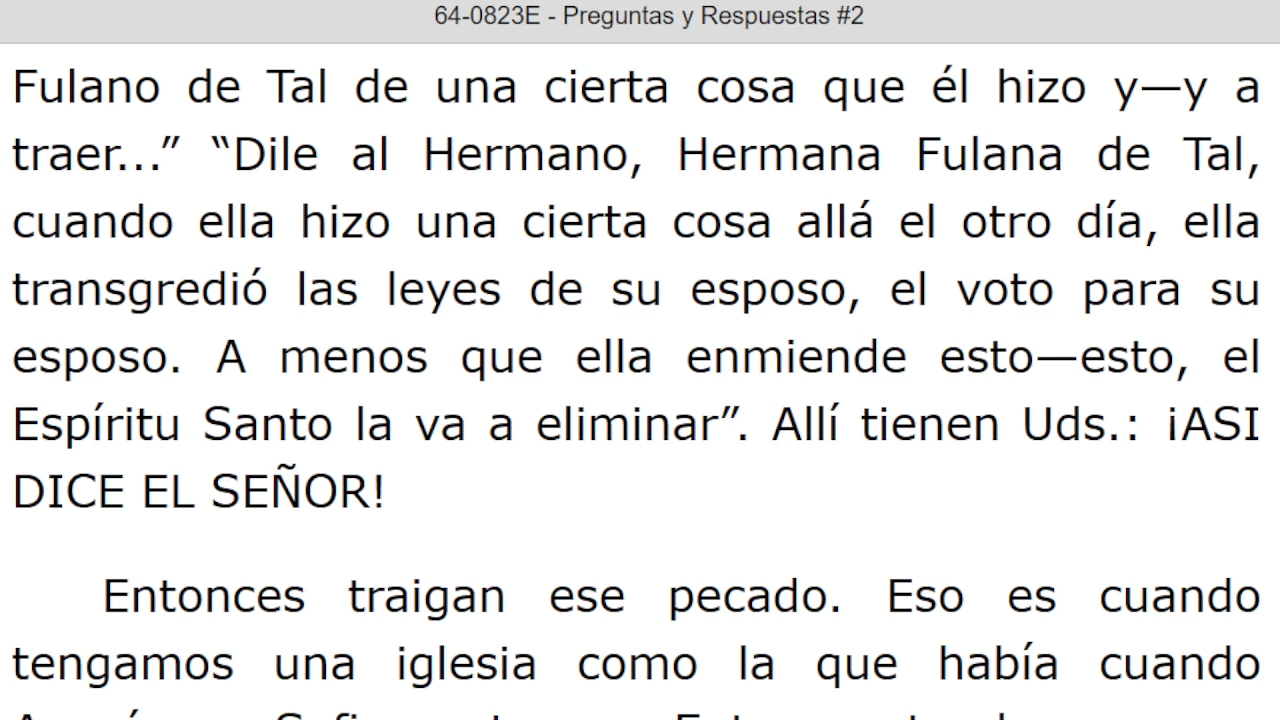 64-0823E - Preguntas y Respuestas #2
Fulano de Tal de una cierta cosa que él hizo y—y a
traer...” “Dile al Hermano, Hermana Fulana de Tal,
cuando ella hizo una cierta cosa allá el otro día, ella
transgredió las leyes de su esposo, el voto para su
esposo. A menos que ella enmiende esto—esto, el
Espíritu Santo la va a eliminar”. Allí tienen Uds.: ¡ASI
DICE EL SEÑOR!
Entonces traigan ese pecado. Eso es cuando
tengamos una iglesia como la que había cuando